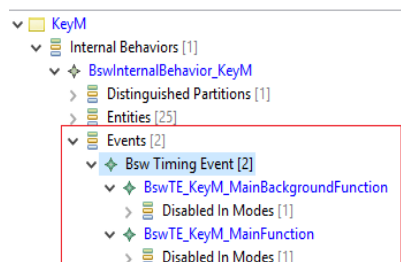 KeyM
Internal Behaviors [1]
BswInternalBehavior_KeyM
Distinguished Partitions [1]
Entities [25]
Events [2]
Bsw Timing Event [2]
BswTE_KeyM_MainBackgroundFunction
Disabled In Modes [1]
BswTE_KeyM_MainFunction
Disabled In Modes [1]